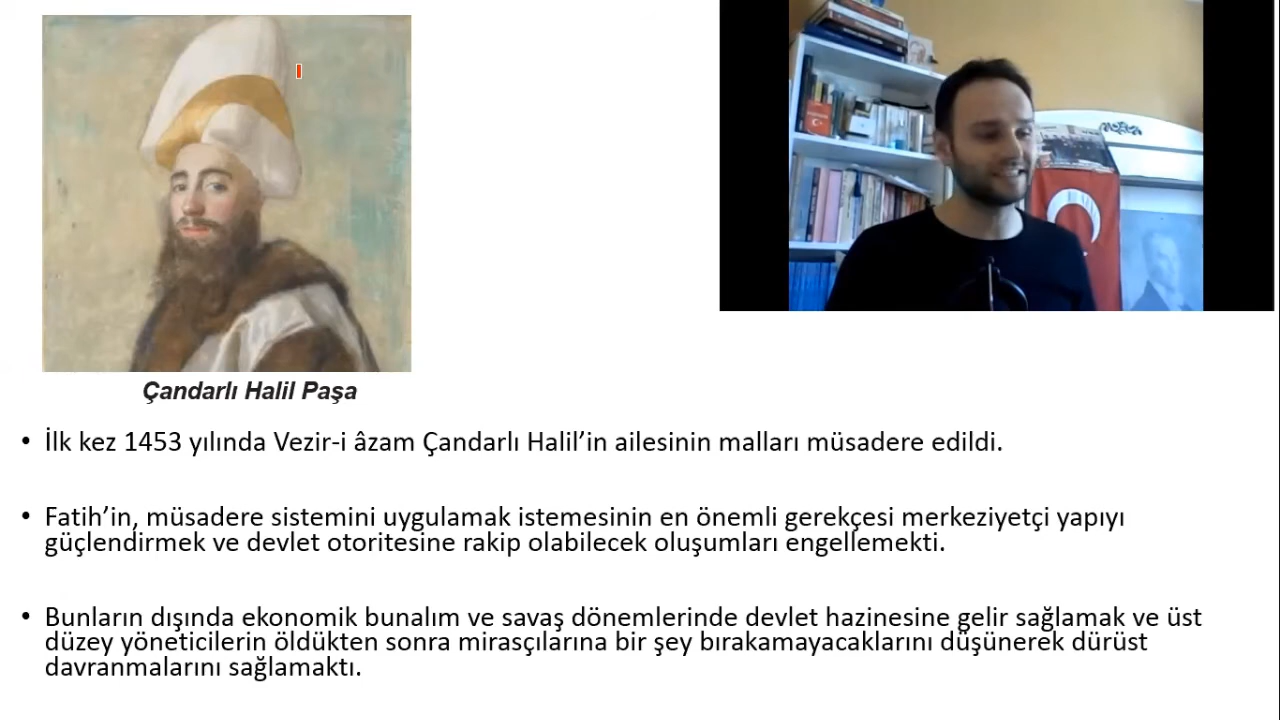 Çandarlı Halil Paşa
• İlk kez 1453 yılında Vezir-i âzam Çandarlı Halil’in ailesinin malları müsadere edildi.
• Fatih’in, müsadere sistemini uygulamak istemesinin en önemli gerekçesi merkeziyetçi yapıyı
güçlendirmek ve devlet otoritesine rakip olabilecek oluşumları engellemekti.
• Bunların dışında ekonomik bunalım ve savaş dönemlerinde devlet hazinesine gelir sağlamak ve üst
düzey yöneticilerin öldükten sonra mirasçılarına bir şey bırakamayacaklarını düşünerek dürüst
davranmalarını sağlamaktı.